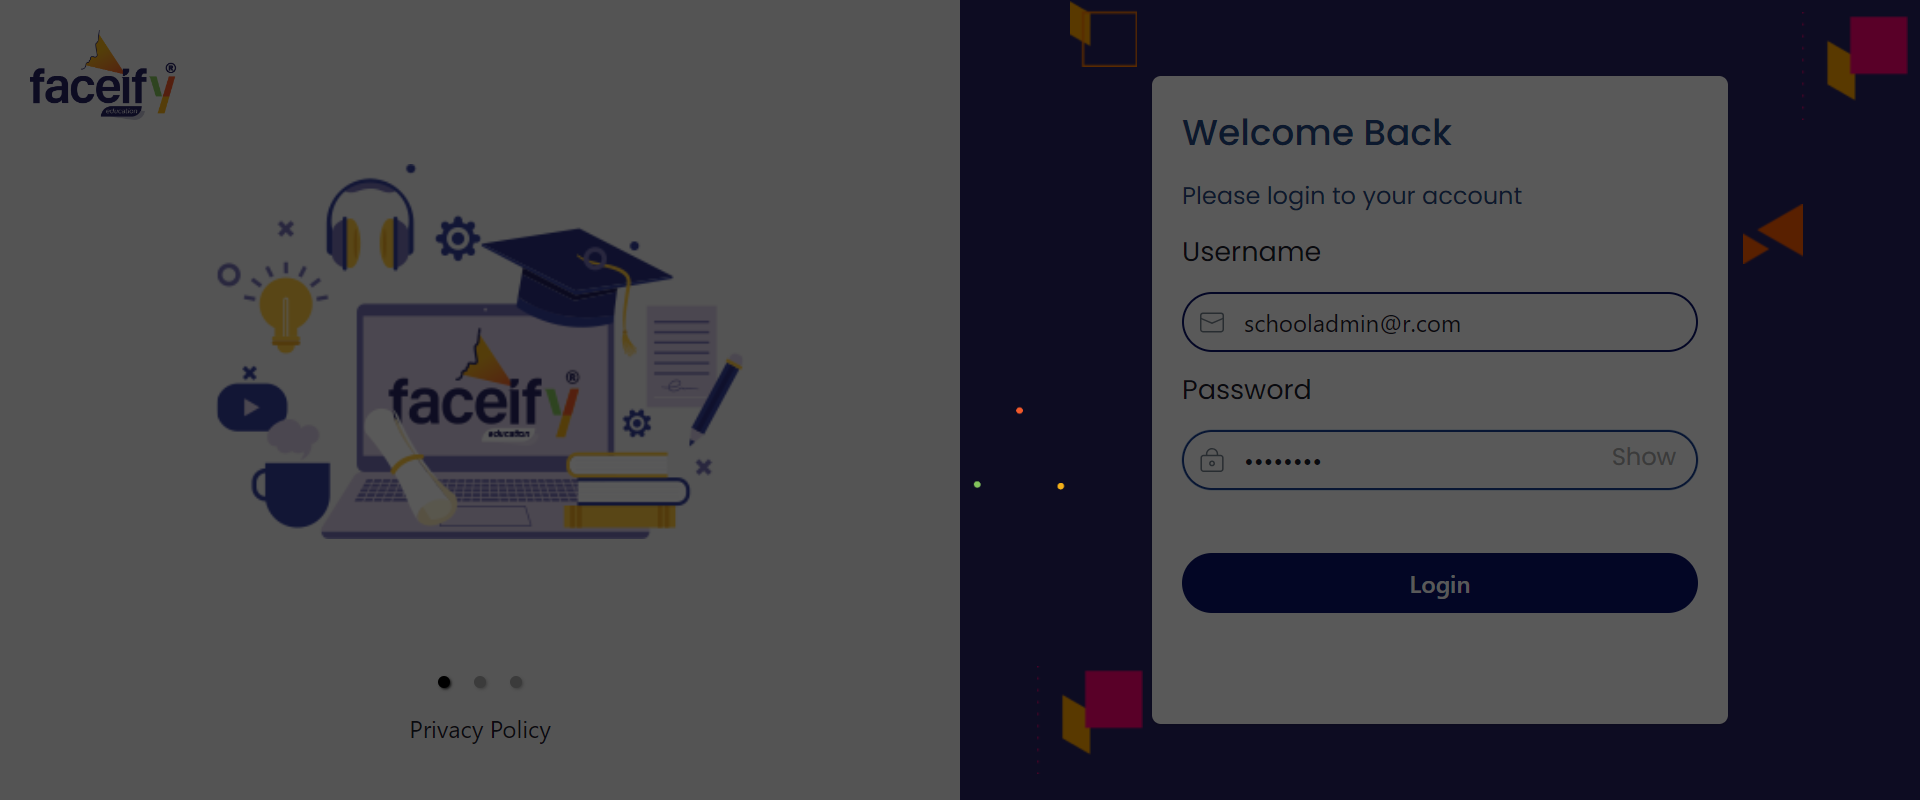 faceify®
education
faceify®
education
Privacy Policy
Welcome Back
Please login to your account
Username
schooladmin@r.com
Password
••••••••
Show
Login